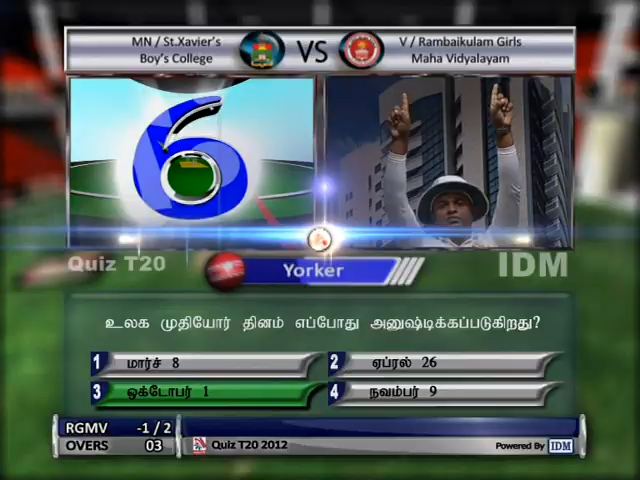 MN / St.Xavier's
Boy's College
VS
V / Rambaikulam Girls
Maha Vidyalayam
6
Quiz T20
Yorker
IDM
உலக முதியோர் தினம் எப்போது அனுஷ்டிக்கப்படுகிறது?
1 மார்ச் 8
2 ஏப்ரல் 26
3 ஒக்டோபர் 1
4 நவம்பர் 9
RGMV -1 / 2
OVERS 03
Quiz T20 2012
Powered By IDM